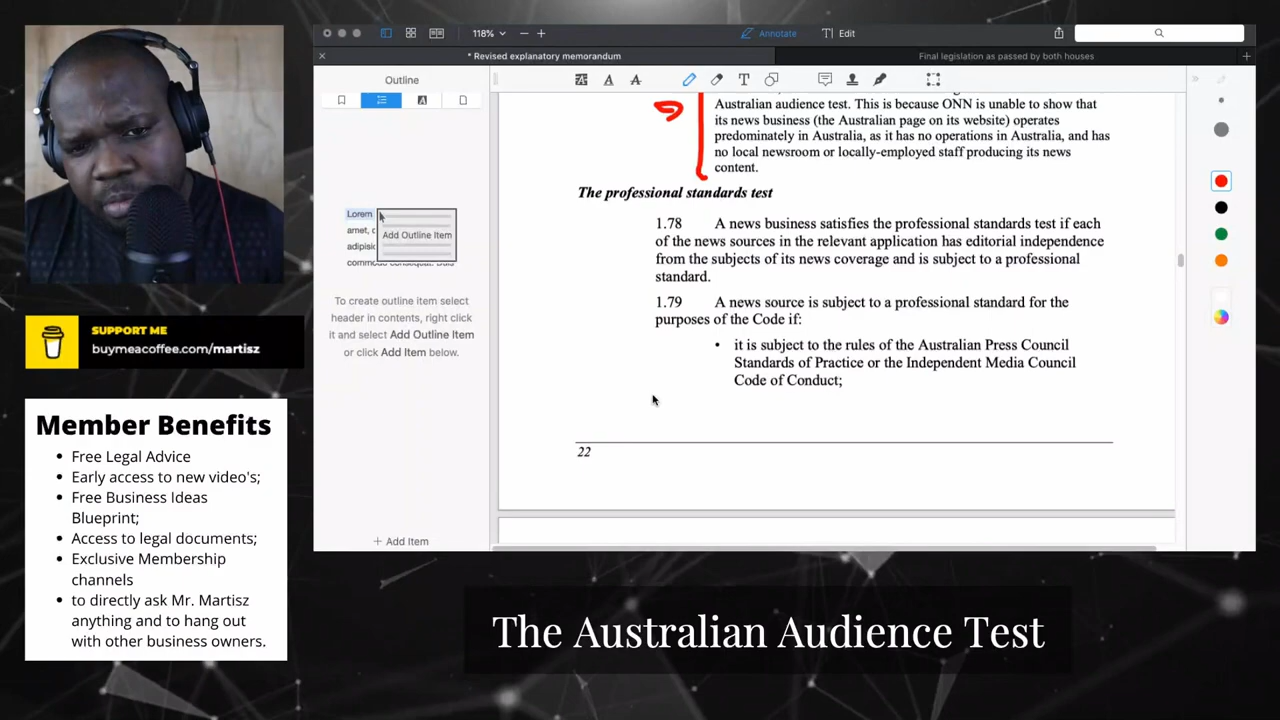 118%
Annotate
Edit
* Revised explanatory memorandum
Final legislation as passed by both houses
Outline
Lorem
amet, c
adipisi
Add Outline Item
To create outline item select
header in contents, right click
it and select Add Outline Item
or click Add Item below.
+ Add Item
Australian audience test. This is because ONN is unable to show that
its news business (the Australian page on its website) operates
predominately in Australia, as it has no operations in Australia, and has
no local newsroom or locally-employed staff producing its news
content.
The professional standards test
1.78 A news business satisfies the professional standards test if each
of the news sources in the relevant application has editorial independence
from the subjects of its news coverage and is subject to a professional
standard.
1.79 A news source is subject to a professional standard for the
purposes of the Code if:
• it is subject to the rules of the Australian Press Council
Standards of Practice or the Independent Media Council
Code of Conduct;
22
SUPPORT ME
buymeacoffee.com/martisz
Member Benefits
• Free Legal Advice
• Early access to new video's;
• Free Business Ideas
Blueprint;
• Access to legal documents;
• Exclusive Membership
channels
• to directly ask Mr. Martisz
anything and to hang out
with other business owners.
The Australian Audience Test